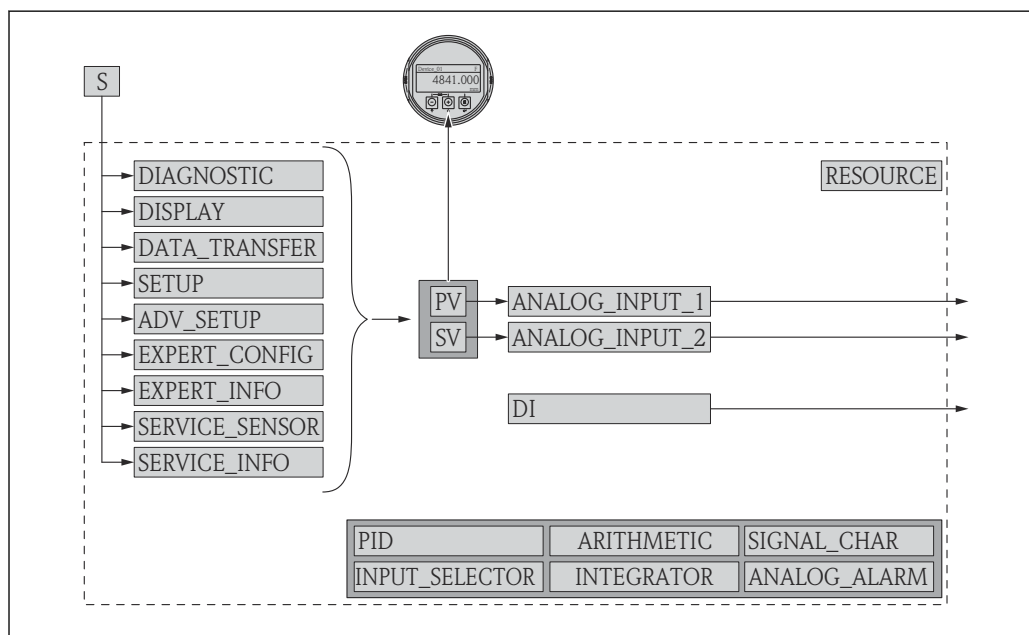 S
Device_01
4841.000
DIAGNOSTIC
RESOURCE
DISPLAY
DATA_TRANSFER
SETUP
ADV_SETUP
EXPERT_CONFIG
EXPERT_INFO
SERVICE_SENSOR
SERVICE_INFO
PV
ANALOG_INPUT_1
SV
ANALOG_INPUT_2
DI
PID
ARITHMETIC
SIGNAL_CHAR
INPUT_SELECTOR
INTEGRATOR
ANALOG_ALARM